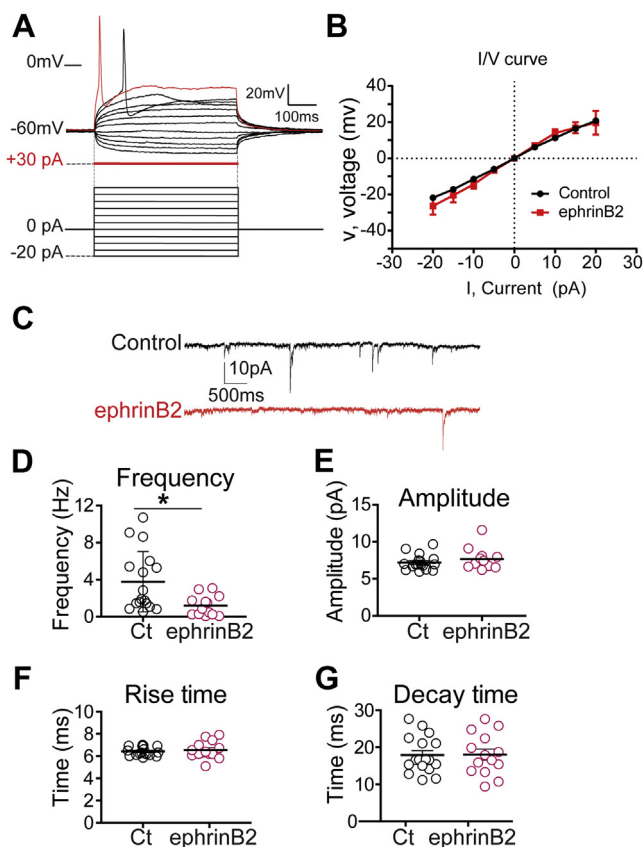 A
0mV
20mV
100ms
-60mV
+30 pA
0 pA
-20 pA
B
I/V curve
v, voltage (mv)
40
20
0
-20
-40
-30 -20 -10 0 10 20 30
I, Current (pA)
Control
ephrinB2
C
Control
10pA
500ms
ephrinB2
D
Frequency
*
Frequency (Hz)
12
8
4
0
Ct ephrinB2
E
Amplitude
Amplitude (pA)
15
10
5
0
Ct ephrinB2
F
Rise time
Time (ms)
10
8
6
4
2
0
Ct ephrinB2
G
Decay time
Time (ms)
30
20
10
0
Ct ephrinB2